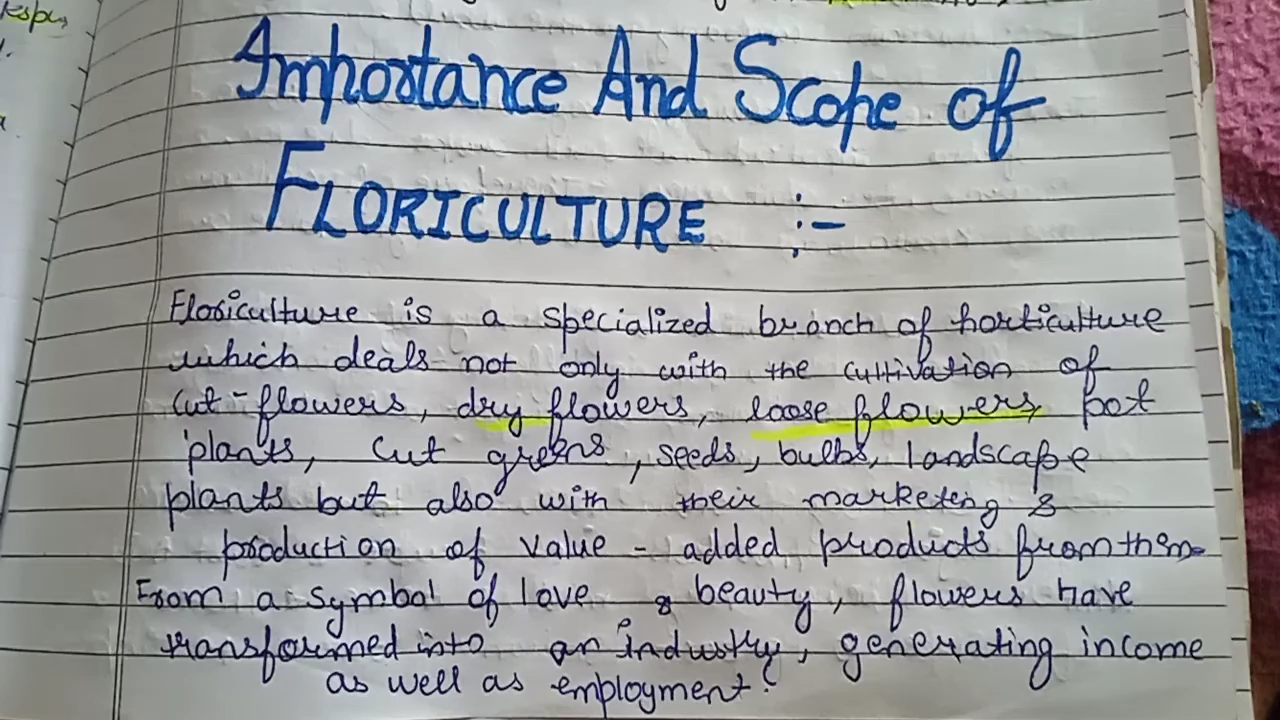 Importance And Scope of
FLORICULTURE :-
Floriculture is a specialized branch of horticulture
which deals not only with the cultivation of
cut-flowers, dry flowers, loose flowers, pot
plants, cut greens, seeds, bulbs, landscape
plants but also with their marketing &
production of value - added products from them.
From a symbol of love & beauty, flowers have
transformed into an industry, generating income
as well as employment.